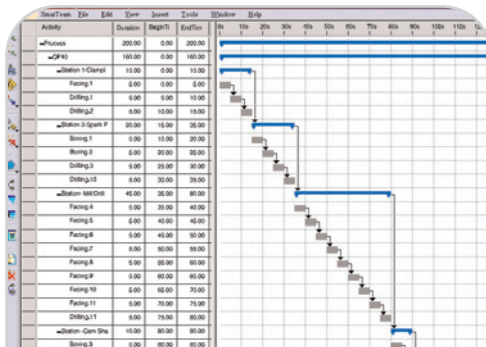 SmarTeam File Edit View Insert Tools Window Help
Activity Duration BeginTi EndTim 0s 10s 20s 30s 40s 50s 60s 70s 80s 90s 100s 110s 120s
Process 200.00 0.00 200.00
160.00 0.00 160.00
Station 1-Clampi 15.00 0.00 15.00
Facing.1 5.00 0.00 5.00
Drilling.1 5.00 5.00 10.00
Drilling.2 5.00 10.00 15.00
Station 2-Spark P 20.00 15.00 35.00
Boring.1 5.00 15.00 20.00
Boring.2 5.00 20.00 25.00
Drilling.3 5.00 25.00 30.00
Drilling.10 5.00 30.00 35.00
Station- Mill/Drill 45.00 35.00 80.00
Facing.4 5.00 35.00 40.00
Facing.5 5.00 40.00 45.00
Facing.6 5.00 45.00 50.00
Facing.7 5.00 50.00 55.00
Facing.8 5.00 55.00 60.00
Facing.9 5.00 60.00 65.00
Facing.10 5.00 65.00 70.00
Facing.11 5.00 70.00 75.00
Drilling.11 5.00 75.00 80.00
Station -Cam Sha 10.00 80.00 90.00
Boring.3 5.00 80.00 85.00